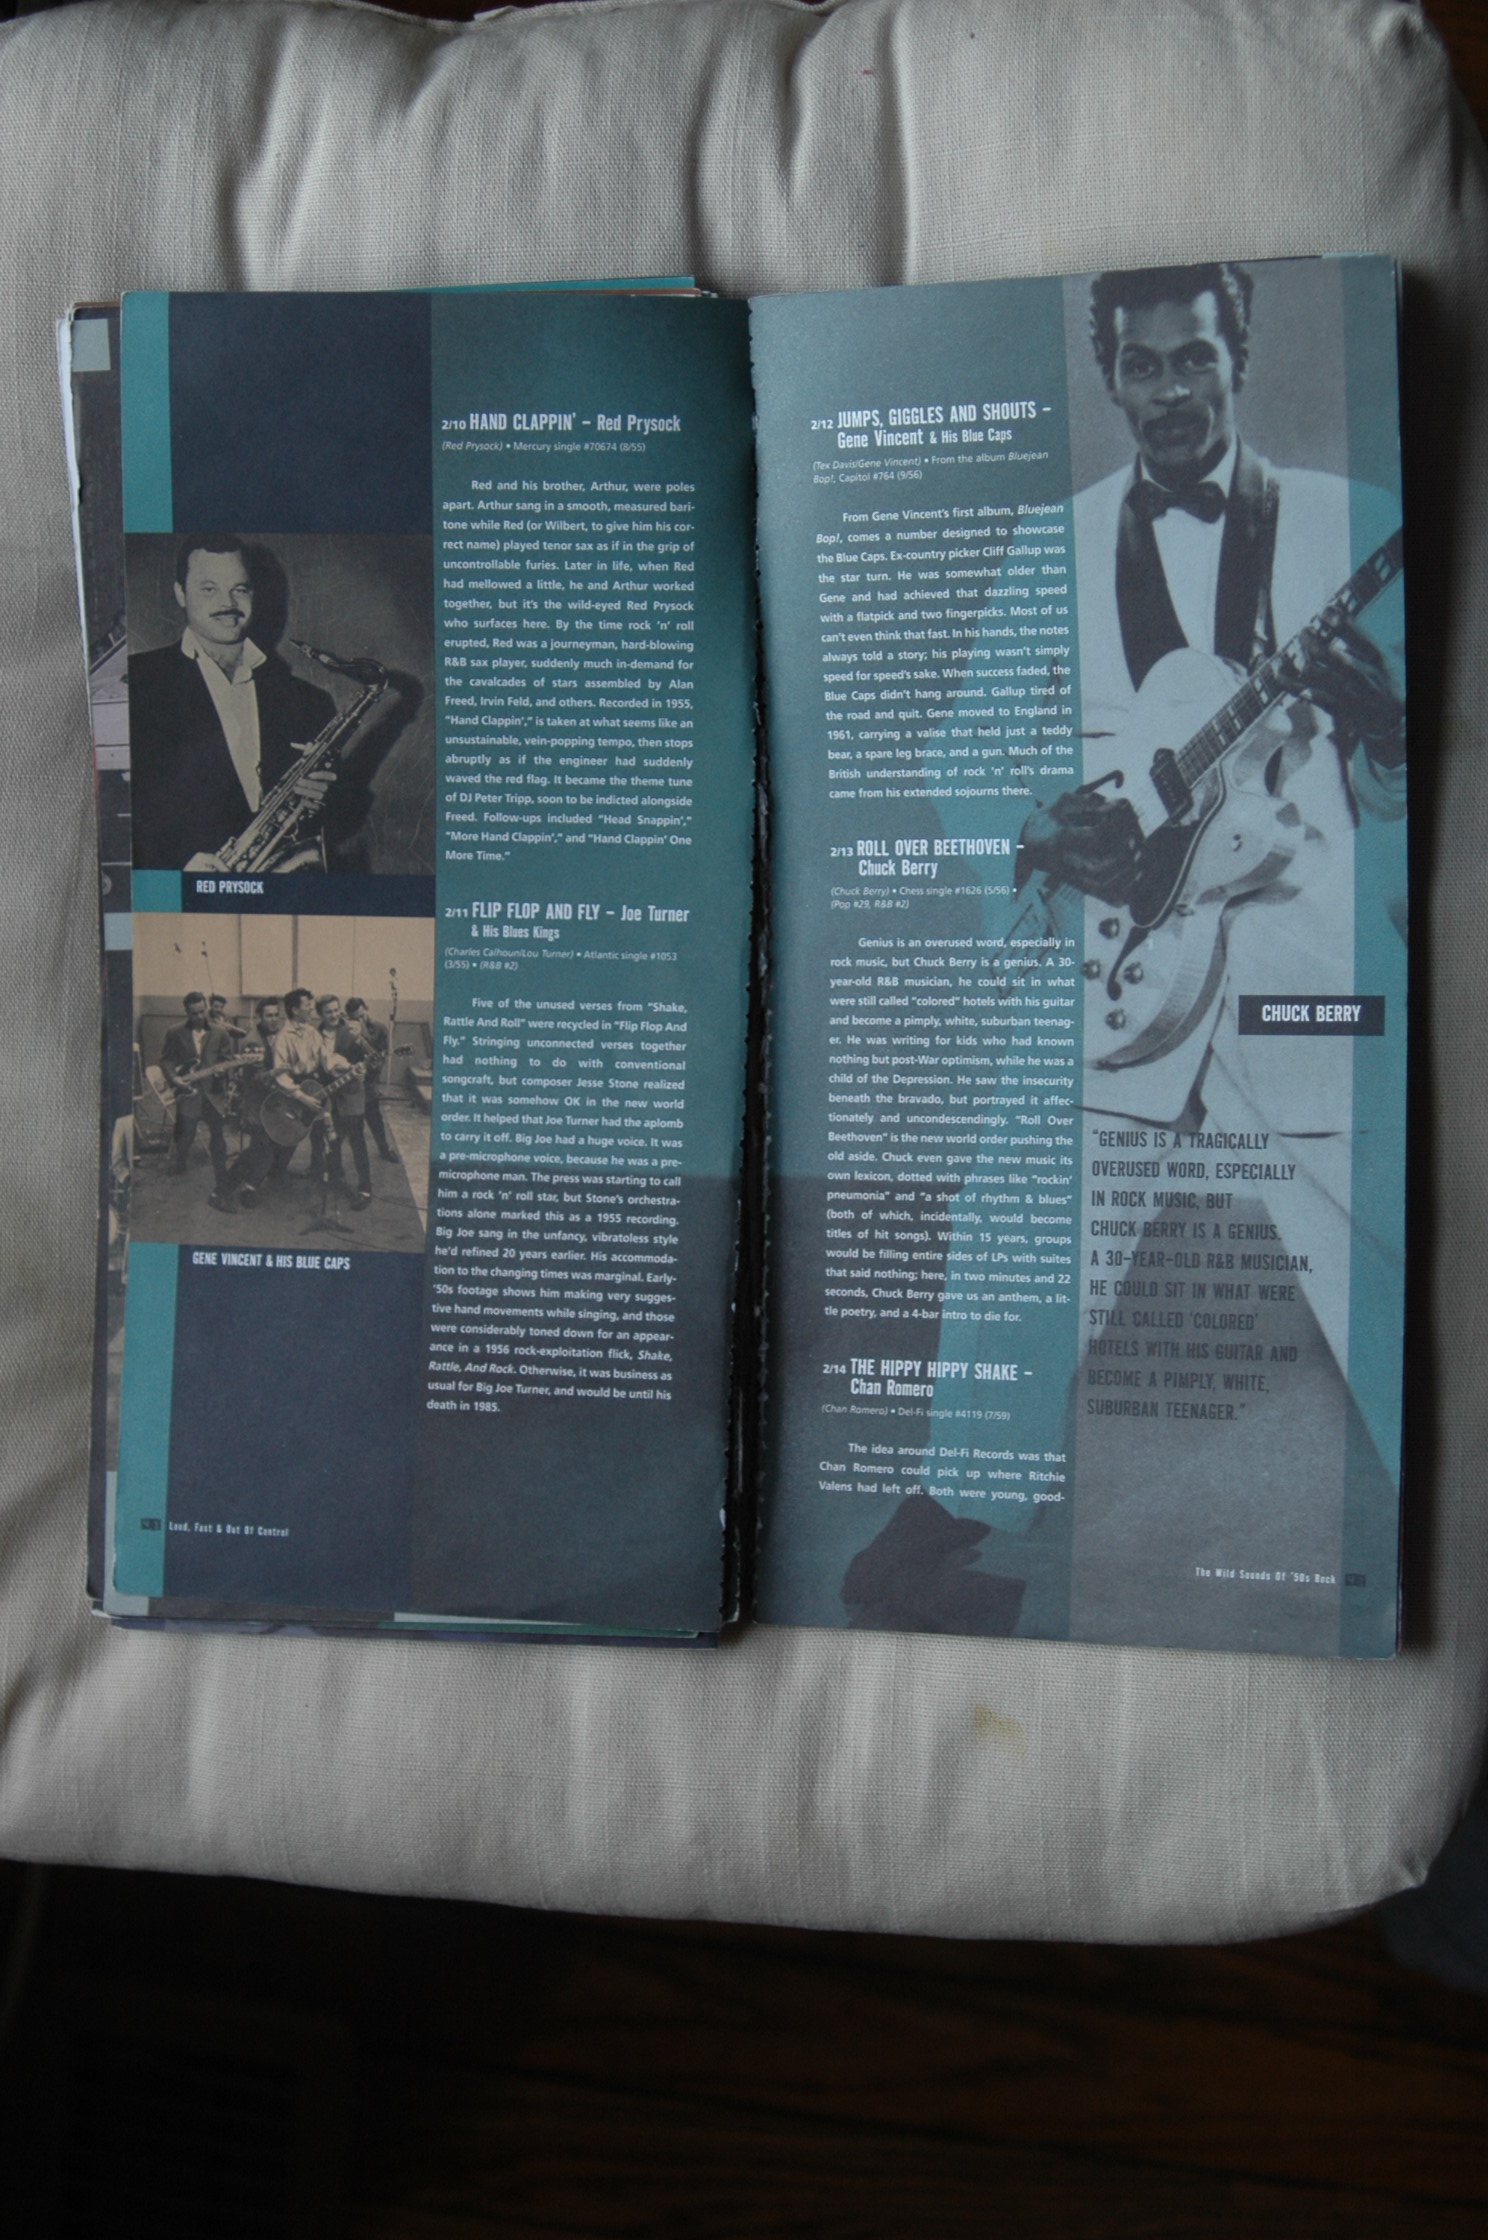 2/10 HAND CLAPPIN' – Red Prysock
(Red Prysock) • Mercury single #70674 (8/55)
Red and his brother, Arthur, were poles
apart. Arthur sang in a smooth, measured bari-
tone while Red (or Wilbert, to give him his cor-
rect name) played tenor sax as if in the grip of
uncontrollable furies. Later in life, when Red
had mellowed a little, he and Arthur worked
together, but it's the wild-eyed Red Prysock
who surfaces here. By the time rock 'n' roll
erupted, Red was a journeyman, hard-blowing
R&B sax player, suddenly much in-demand for
the cavalcades of stars assembled by Alan
Freed, Irvin Feld, and others. Recorded in 1955,
"Hand Clappin'," is taken at what seems like an
unsustainable, vein-popping tempo, then stops
abruptly as if the engineer had suddenly
waved the red flag. It became the theme tune
of DJ Peter Tripp, soon to be indicted alongside
Freed. Follow-ups included "Head Snappin',"
"More Hand Clappin'," and "Hand Clappin' One
More Time."
RED PRYSOCK
2/11 FLIP FLOP AND FLY – Joe Turner
& His Blues Kings
(Charles Calhoun/Lou Turner) • Atlantic single #1053
(3/55) • (R&B #2)
Five of the unused verses from "Shake,
Rattle And Roll" were recycled in "Flip Flop And
Fly." Stringing unconnected verses together
had nothing to do with conventional
songcraft, but composer Jesse Stone realized
that it was somehow OK in the new world
order. It helped that Joe Turner had the aplomb
to carry it off. Big Joe had a huge voice. It was
a pre-microphone voice, because he was a pre-
microphone man. The press was starting to call
him a rock 'n' roll star, but Stone's orchestra-
tions alone marked this as a 1955 recording.
Big Joe sang in the unfancy, vibratoless style
he'd refined 20 years earlier. His accommoda-
tion to the changing times was marginal. Early-
'50s footage shows him making very sugges-
tive hand movements while singing, and those
were considerably toned down for an appear-
ance in a 1956 rock-exploitation flick, Shake,
Rattle, And Rock. Otherwise, it was business as
usual for Big Joe Turner, and would be until his
death in 1985.
GENE VINCENT & HIS BLUE CAPS
Loud, Fast & Out Of Control
2/12 JUMPS, GIGGLES AND SHOUTS –
Gene Vincent & His Blue Caps
(Tex Davis/Gene Vincent) • From the album Bluejean
Bop!, Capitol #764 (9/56)
From Gene Vincent's first album, Bluejean
Bop!, comes a number designed to showcase
the Blue Caps. Ex-country picker Cliff Gallup was
the star turn. He was somewhat older than
Gene and had achieved that dazzling speed
with a flatpick and two fingerpicks. Most of us
can't even think that fast. In his hands, the notes
always told a story; his playing wasn't simply
speed for speed's sake. When success faded, the
Blue Caps didn't hang around. Gallup tired of
the road and quit. Gene moved to England in
1961, carrying a valise that held just a teddy
bear, a spare leg brace, and a gun. Much of the
British understanding of rock 'n' roll's drama
came from his extended sojourns there.
2/13 ROLL OVER BEETHOVEN –
Chuck Berry
(Chuck Berry) • Chess single #1626 (5/56) •
(Pop #29, R&B #2)
Genius is an overused word, especially in
rock music, but Chuck Berry is a genius. A 30-
year-old R&B musician, he could sit in what
were still called "colored" hotels with his guitar
and become a pimply, white, suburban teenag-
er. He was writing for kids who had known
nothing but post-War optimism, while he was a
child of the Depression. He saw the insecurity
beneath the bravado, but portrayed it affec-
tionately and uncondescendingly. "Roll Over
Beethoven" is the new world order pushing the
old aside. Chuck even gave the new music its
own lexicon, dotted with phrases like "rockin'
pneumonia" and "a shot of rhythm & blues"
(both of which, incidentally, would become
titles of hit songs). Within 15 years, groups
would be filling entire sides of LPs with suites
that said nothing; here, in two minutes and 22
seconds, Chuck Berry gave us an anthem, a lit-
tle poetry, and a 4-bar intro to die for.
2/14 THE HIPPY HIPPY SHAKE –
Chan Romero
(Chan Romero) • Del-Fi single #4119 (7/59)
The idea around Del-Fi Records was that
Chan Romero could pick up where Ritchie
Valens had left off. Both were young, good-
CHUCK BERRY
"GENIUS IS A TRAGICALLY
OVERUSED WORD, ESPECIALLY
IN ROCK MUSIC, BUT
CHUCK BERRY IS A GENIUS.
A 30-YEAR-OLD R&B MUSICIAN,
HE COULD SIT IN WHAT WERE
STILL CALLED 'COLORED'
HOTELS WITH HIS GUITAR AND
BECOME A PIMPLY, WHITE,
SUBURBAN TEENAGER."
The Wild Sounds Of '50s Rock